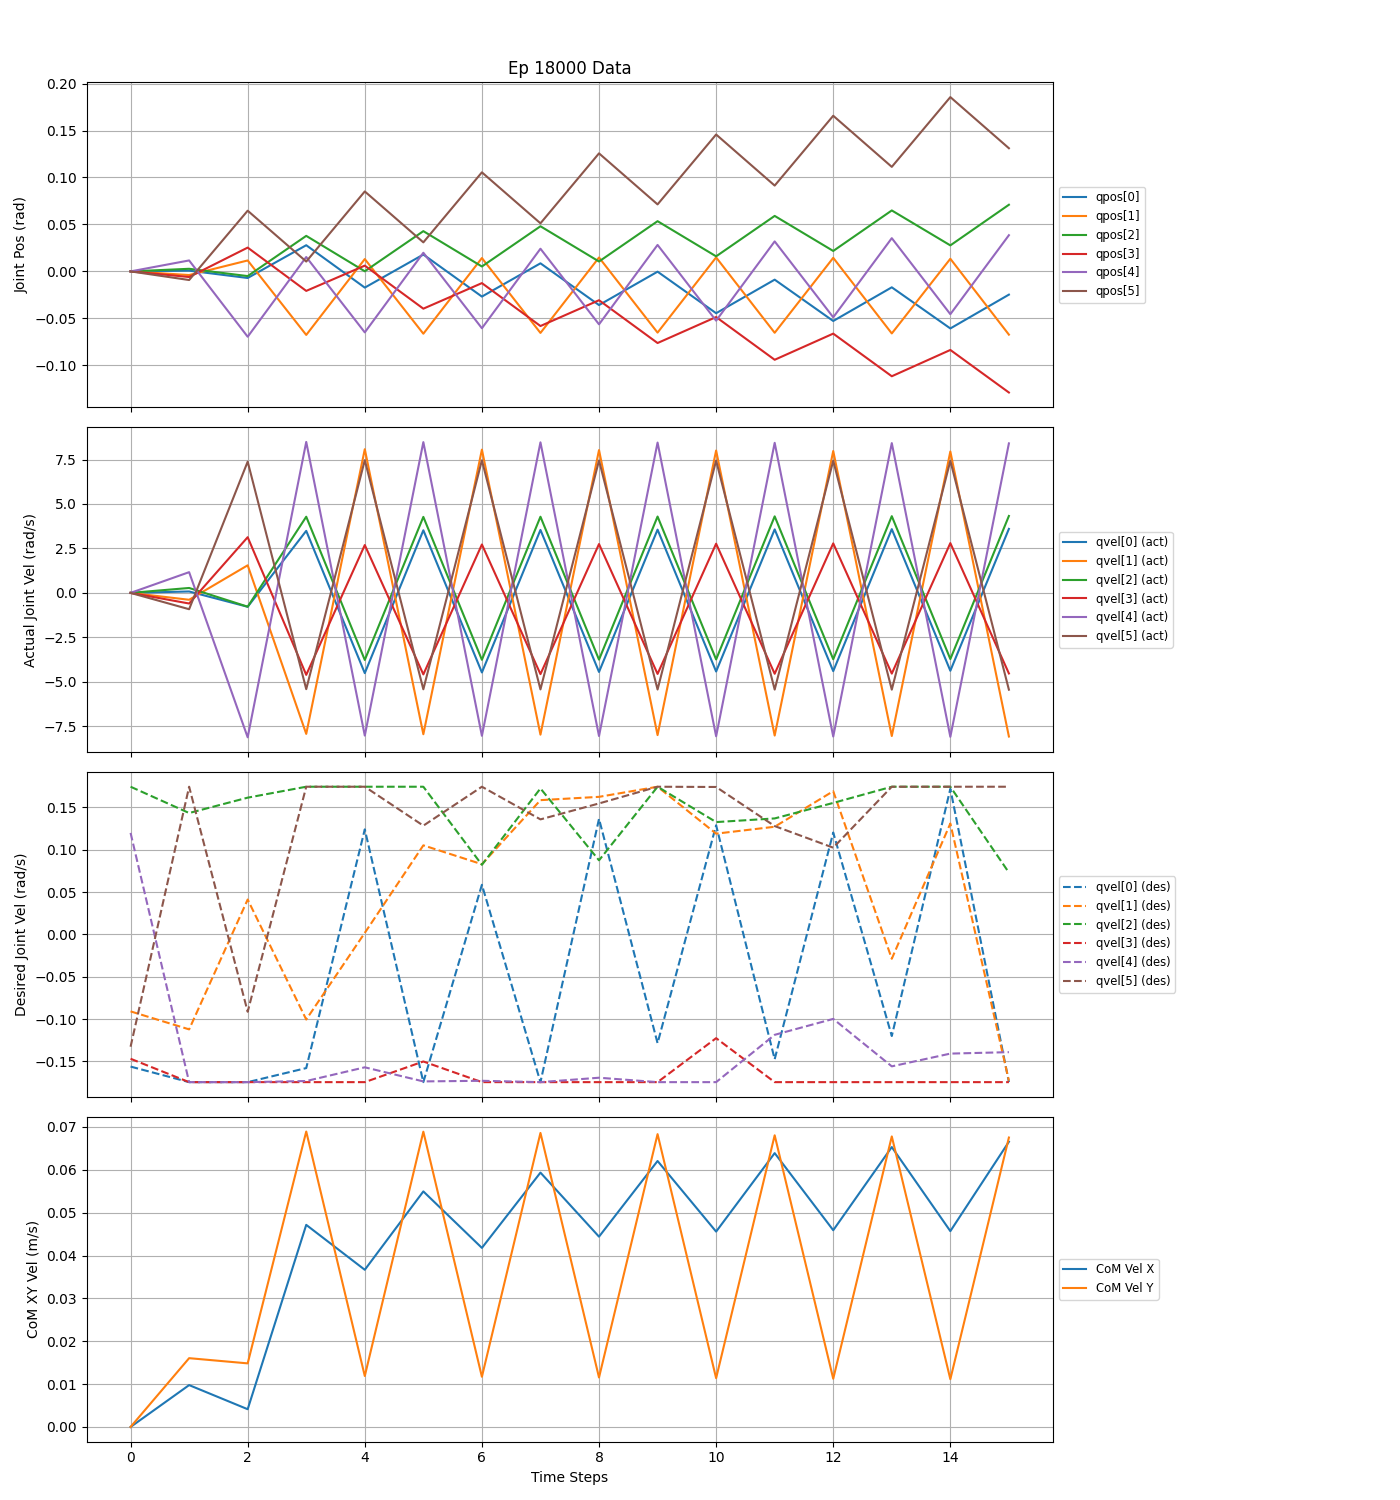 Ep 18000 Data
Joint Pos (rad)
0.20
0.15
0.10
0.05
0.00
−0.05
−0.10
qpos[0]
qpos[1]
qpos[2]
qpos[3]
qpos[4]
qpos[5]
Actual Joint Vel (rad/s)
7.5
5.0
2.5
0.0
−2.5
−5.0
−7.5
qvel[0] (act)
qvel[1] (act)
qvel[2] (act)
qvel[3] (act)
qvel[4] (act)
qvel[5] (act)
Desired Joint Vel (rad/s)
0.15
0.10
0.05
0.00
−0.05
−0.10
−0.15
qvel[0] (des)
qvel[1] (des)
qvel[2] (des)
qvel[3] (des)
qvel[4] (des)
qvel[5] (des)
CoM XY Vel (m/s)
0.07
0.06
0.05
0.04
0.03
0.02
0.01
0.00
CoM Vel X
CoM Vel Y
0 2 4 6 8 10 12 14
Time Steps